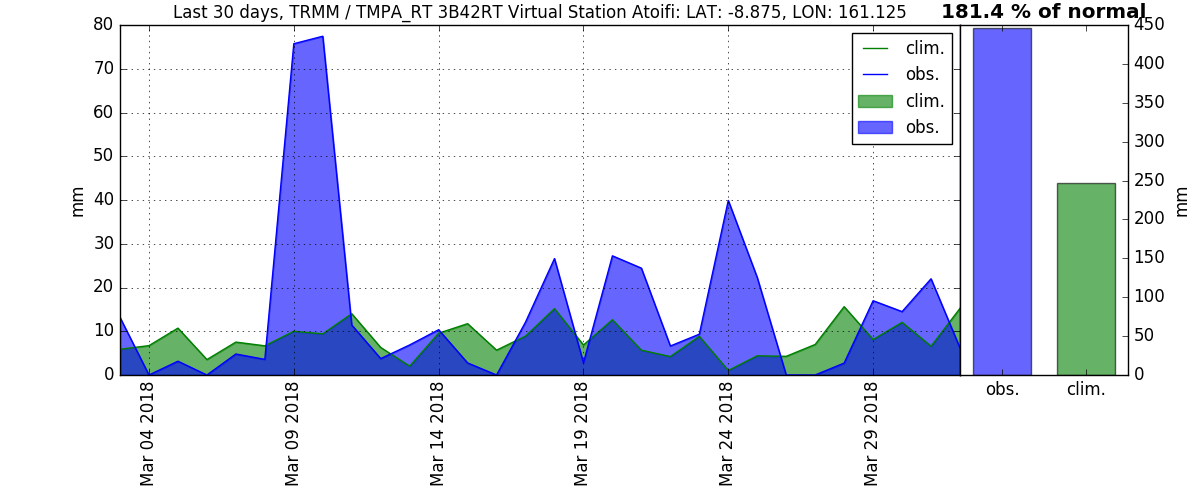 Last 30 days, TRMM / TMPA_RT 3B42RT Virtual Station Atoifi: LAT: -8.875, LON: 161.125
181.4 % of normal
80
70
60
50
40
30
20
10
0
mm
clim.
obs.
clim.
obs.
Mar 04 2018
Mar 09 2018
Mar 14 2018
Mar 19 2018
Mar 24 2018
Mar 29 2018
450
400
350
300
250
200
150
100
50
0
mm
obs.
clim.